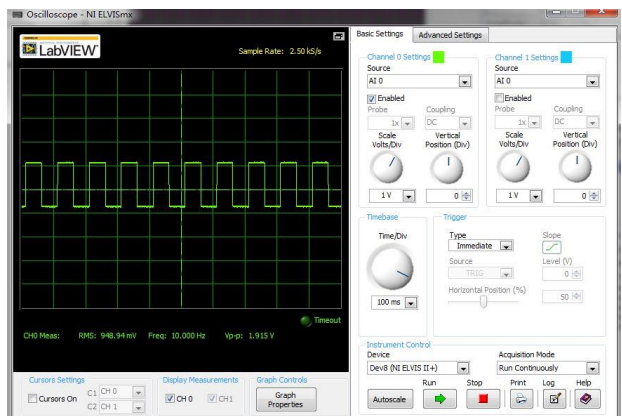 Oscilloscope - NI ELVISmx
LabVIEW
Sample Rate: 2.50 kS/s
Timeout
CH0 Meas: RMS: 948.94 mV Freq: 10.000 Hz Vp-p: 1.915 V
Cursors Settings
Cursors On
C1 CH 0
C2 CH 1
Display Measurements
CH0 CH1
Graph Controls
Graph Properties
Basic Settings Advanced Settings
Channel 0 Settings
Source
AI 0
Enabled
Probe Coupling
1x DC
Scale Vertical
Volts/Div Position (Div)
1 V 0
Channel 1 Settings
Source
AI 0
Enabled
Probe Coupling
1x DC
Scale Vertical
Volts/Div Position (Div)
1 V 0
Timebase
Time/Div
100 ms
Trigger
Type Slope
Immediate
Source Level (V)
TRIG 0
Horizontal Position (%)
50
Instrument Control
Device Acquisition Mode
Dev8 (NI ELVIS II+) Run Continuously
Run Stop Print Log Help
Autoscale